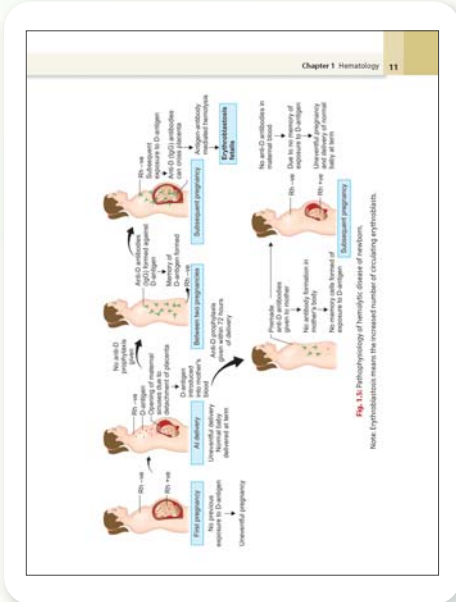 Chapter 1 Hematology 11
Rh –ve
Rh +ve
First pregnancy
No previous
exposure to D-antigen
Uneventful pregnancy
Rh –ve
D-antigen
Opening of maternal
sinuses due to
detachment of placenta
At delivery
Uneventful delivery
Normal baby
delivered at term
D-antigen
introduced
into mother's
blood
No anti-D
prophylaxis
given
Anti-D antibodies
(IgG) formed against
D-antigen
Memory of
D-antigen formed
Rh –ve
Between two pregnancies
Anti-D prophylaxis
given within 72 hours
of delivery
Rh –ve
Subsequent
exposure to D-antigen
Anti-D (IgG) antibodies
can cross placenta
Antigen-antibody
mediated hemolysis
Erythroblastosis
fetalis
Subsequent pregnancy
Premade
anti-D antibodies
given to mother
No antibody formation in
mother's body
No memory cells formed of
exposure to D-antigen
Rh –ve
Rh +ve
Subsequent pregnancy
No anti-D antibodies in
maternal blood
Due to no memory of
exposure to D-antigen
Uneventful pregnancy
and delivery of normal
baby at term
Fig. 1.5: Pathophysiology of hemolytic disease of newborn.
Note: Erythroblastosis means the increased number of circulating erythroblasts.